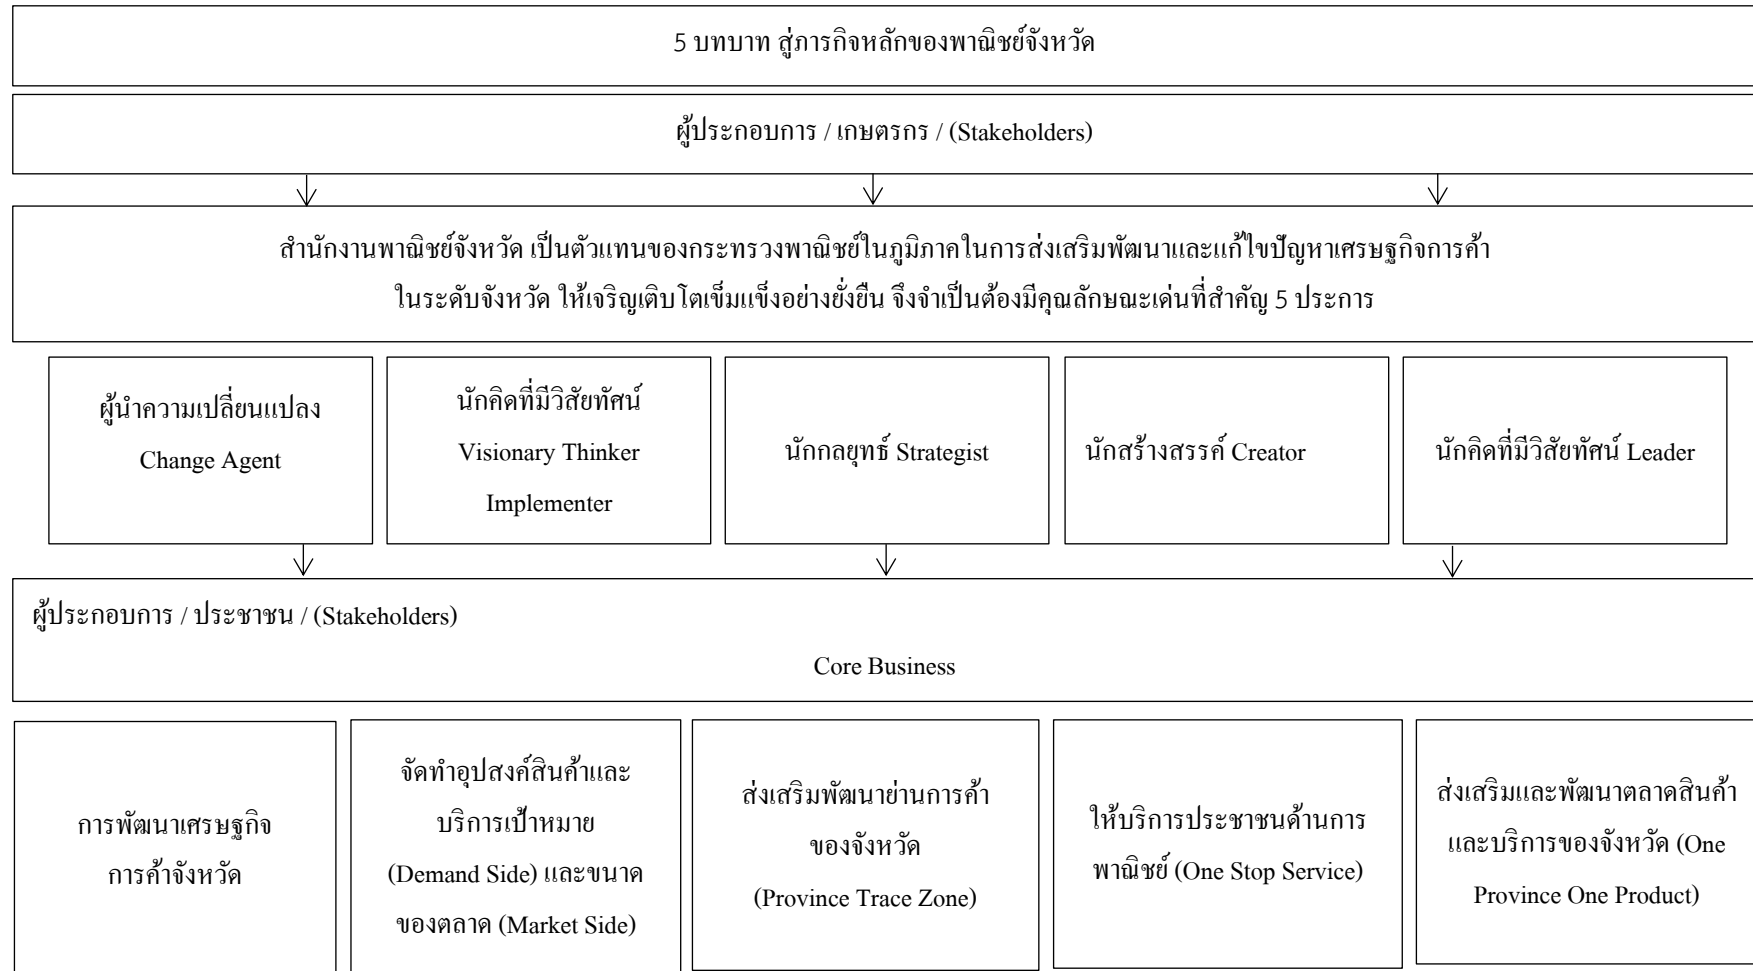 5 บทบาท สู่ภารกิจหลักของพาณิชย์จังหวัด
ผู้ประกอบการ / เกษตรกร / (Stakeholders)
สำนักงานพาณิชย์จังหวัด เป็นตัวแทนของกระทรวงพาณิชย์ในภูมิภาคในการส่งเสริมพัฒนาและแก้ไขปัญหาเศรษฐกิจการค้า
ในระดับจังหวัด ให้เจริญเติบโตเข็มแข็งอย่างยั่งยืน จึงจำเป็นต้องมีคุณลักษณะเด่นที่สำคัญ 5 ประการ
ผู้นำความเปลี่ยนแปลง
Change Agent
นักคิดที่มีวิสัยทัศน์
Visionary Thinker
Implementer
นักกลยุทธ์ Strategist
นักสร้างสรรค์ Creator
นักคิดที่มีวิสัยทัศน์ Leader
ผู้ประกอบการ / ประชาชน / (Stakeholders)
Core Business
การพัฒนาเศรษฐกิจ
การค้าจังหวัด
จัดทำอุปสงค์สินค้าและ
บริการเป้าหมาย
(Demand Side) และขนาด
ของตลาด (Market Side)
ส่งเสริมพัฒนาย่านการค้า
ของจังหวัด
(Province Trace Zone)
ให้บริการประชาชนด้านการ
พาณิชย์ (One Stop Service)
ส่งเสริมและพัฒนาตลาดสินค้า
และบริการของจังหวัด (One
Province One Product)